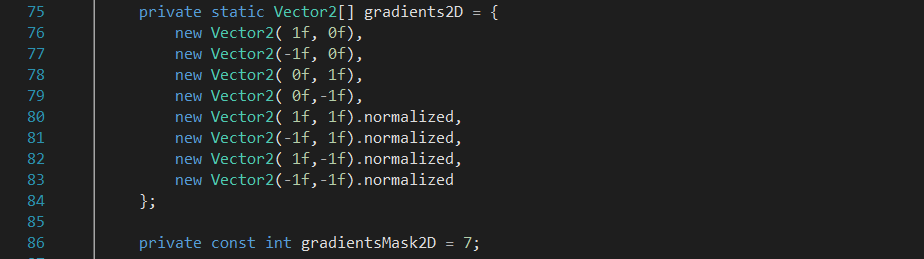 75 private static Vector2[] gradients2D = {
76 new Vector2( 1f, 0f),
77 new Vector2(-1f, 0f),
78 new Vector2( 0f, 1f),
79 new Vector2( 0f,-1f),
80 new Vector2( 1f, 1f).normalized,
81 new Vector2(-1f, 1f).normalized,
82 new Vector2( 1f,-1f).normalized,
83 new Vector2(-1f,-1f).normalized
84 };
85
86 private const int gradientsMask2D = 7;